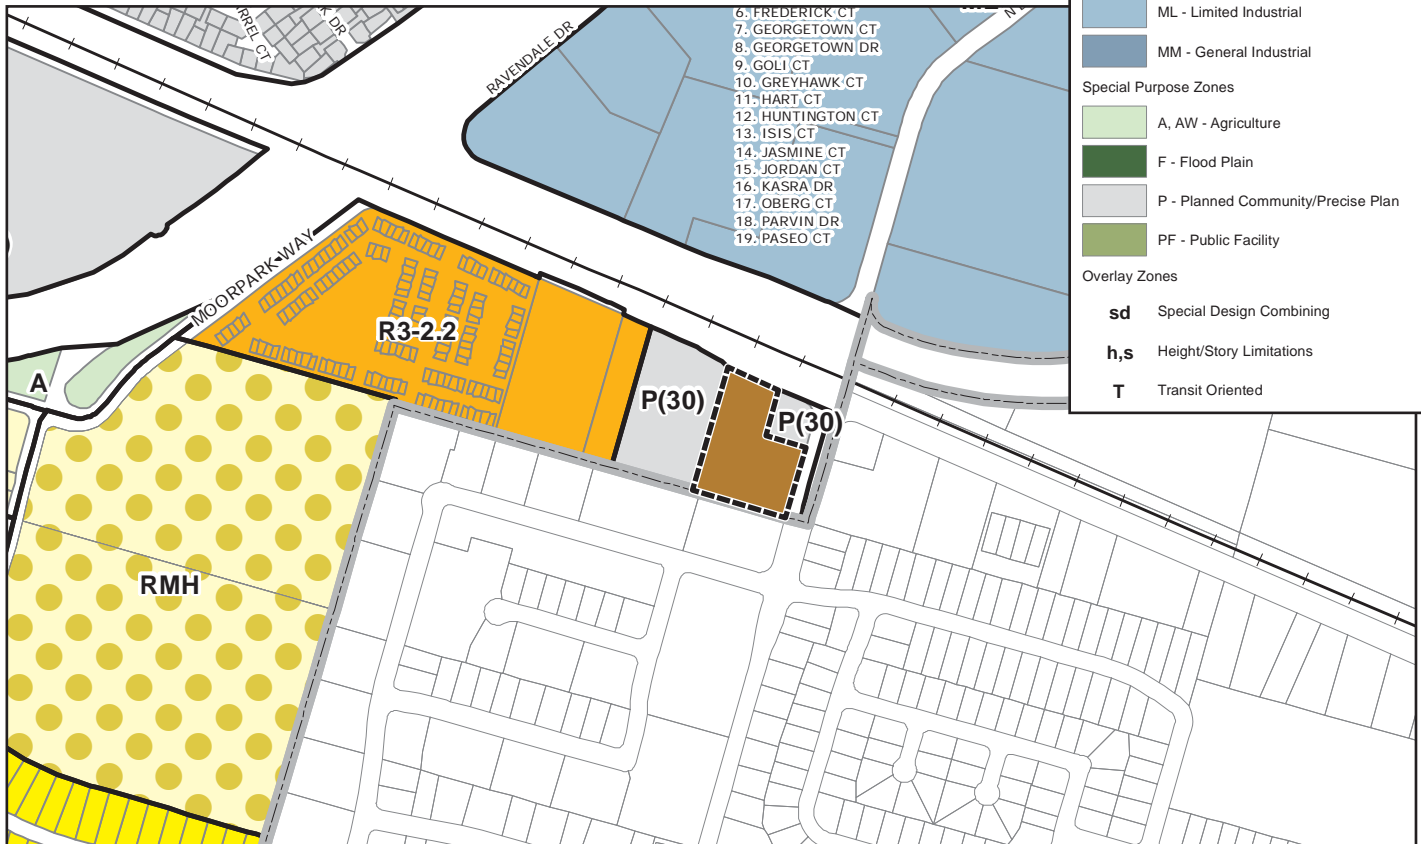 RAVENDALE DR
6. FREDERICK CT
7. GEORGETOWN CT
8. GEORGETOWN DR
9. GOLI CT
10. GREYHAWK CT
11. HART CT
12. HUNTINGTON CT
13. ISIS CT
14. JASMINE CT
15. JORDAN CT
16. KASRA DR
17. OBERG CT
18. PARVIN DR
19. PASEO CT
ML - Limited Industrial
MM - General Industrial
Special Purpose Zones
A, AW - Agriculture
F - Flood Plain
P - Planned Community/Precise Plan
PF - Public Facility
Overlay Zones
sd Special Design Combining
h,s Height/Story Limitations
T Transit Oriented
MOORPARK WAY
R3-2.2
A
P(30)
P(30)
RMH